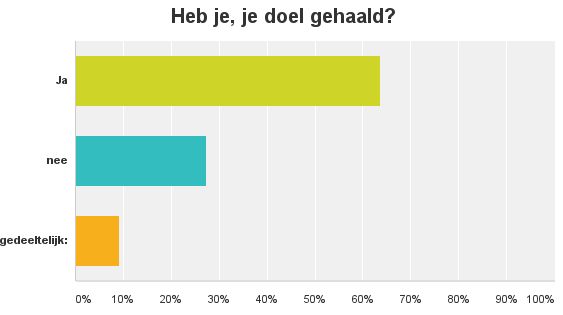 Heb je, je doel gehaald?
Ja
nee
gedeeltelijk:
0% 10% 20% 30% 40% 50% 60% 70% 80% 90% 100%